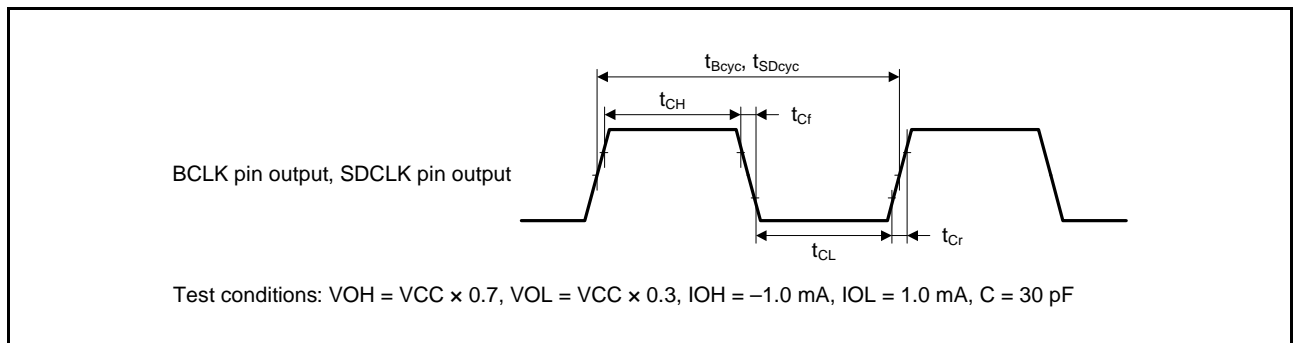 tBcyc, tSDcyc
tCH
tCf
BCLK pin output, SDCLK pin output
tCL
tCr
Test conditions: VOH = VCC × 0.7, VOL = VCC × 0.3, IOH = –1.0 mA, IOL = 1.0 mA, C = 30 pF